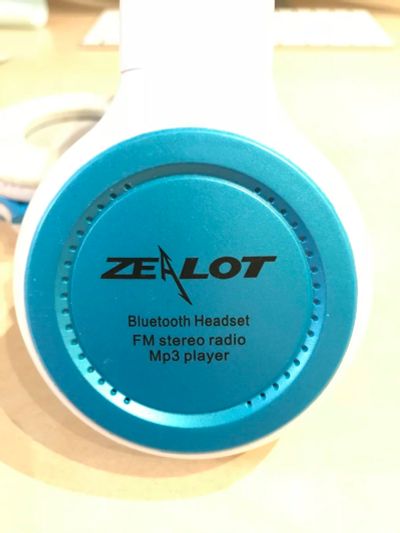 ZEALOT
Bluetooth Headset
FM stereo radio
Mp3 player